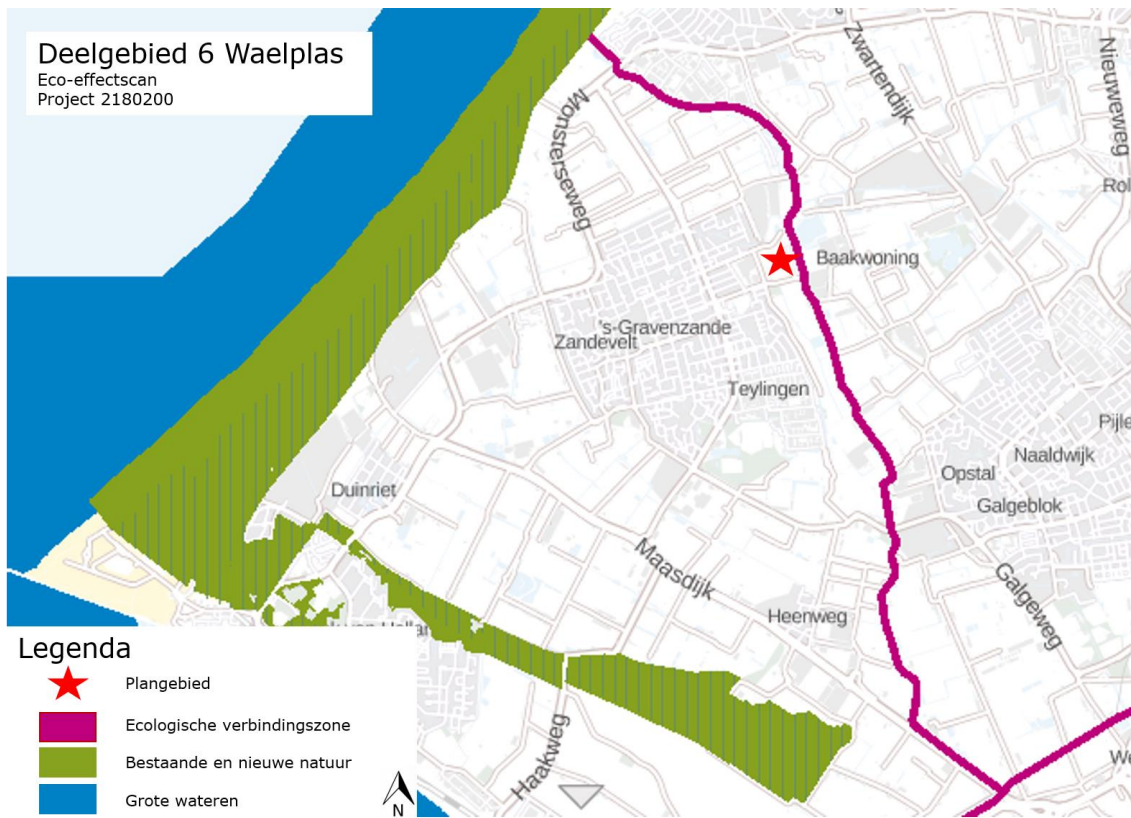 Deelgebied 6 Waelplas
Eco-effectscan
Project 2180200
Monsterseweg
Zwartendijk
Nieuweweg
Baakwoning
's-Gravenzande
Zandevelt
Teylingen
Naaldwijk
Opstal
Galgeblok
Duinriet
Maasdijk
Heenweg
Galgeweg
Haakweg
Legenda
Plangebied
Ecologische verbindingszone
Bestaande en nieuwe natuur
Grote wateren
N